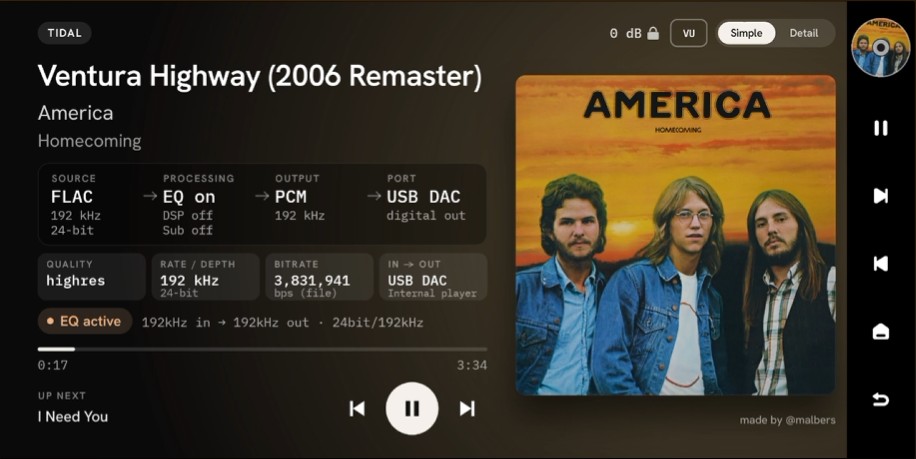 TIDAL
0 dB
VU
Simple
Detail
Ventura Highway (2006 Remaster)
America
Homecoming
SOURCE
FLAC
192 kHz
24-bit
→
PROCESSING
EQ on
DSP off
Sub off
→
OUTPUT
PCM
192 kHz
→
PORT
USB DAC
digital out
QUALITY
highres
RATE / DEPTH
192 kHz
24-bit
BITRATE
3,831,941
bps (file)
IN → OUT
USB DAC
Internal player
EQ active
192kHz in → 192kHz out · 24bit/192kHz
0:17
3:34
UP NEXT
I Need You
AMERICA
HOMECOMING
made by @malbers